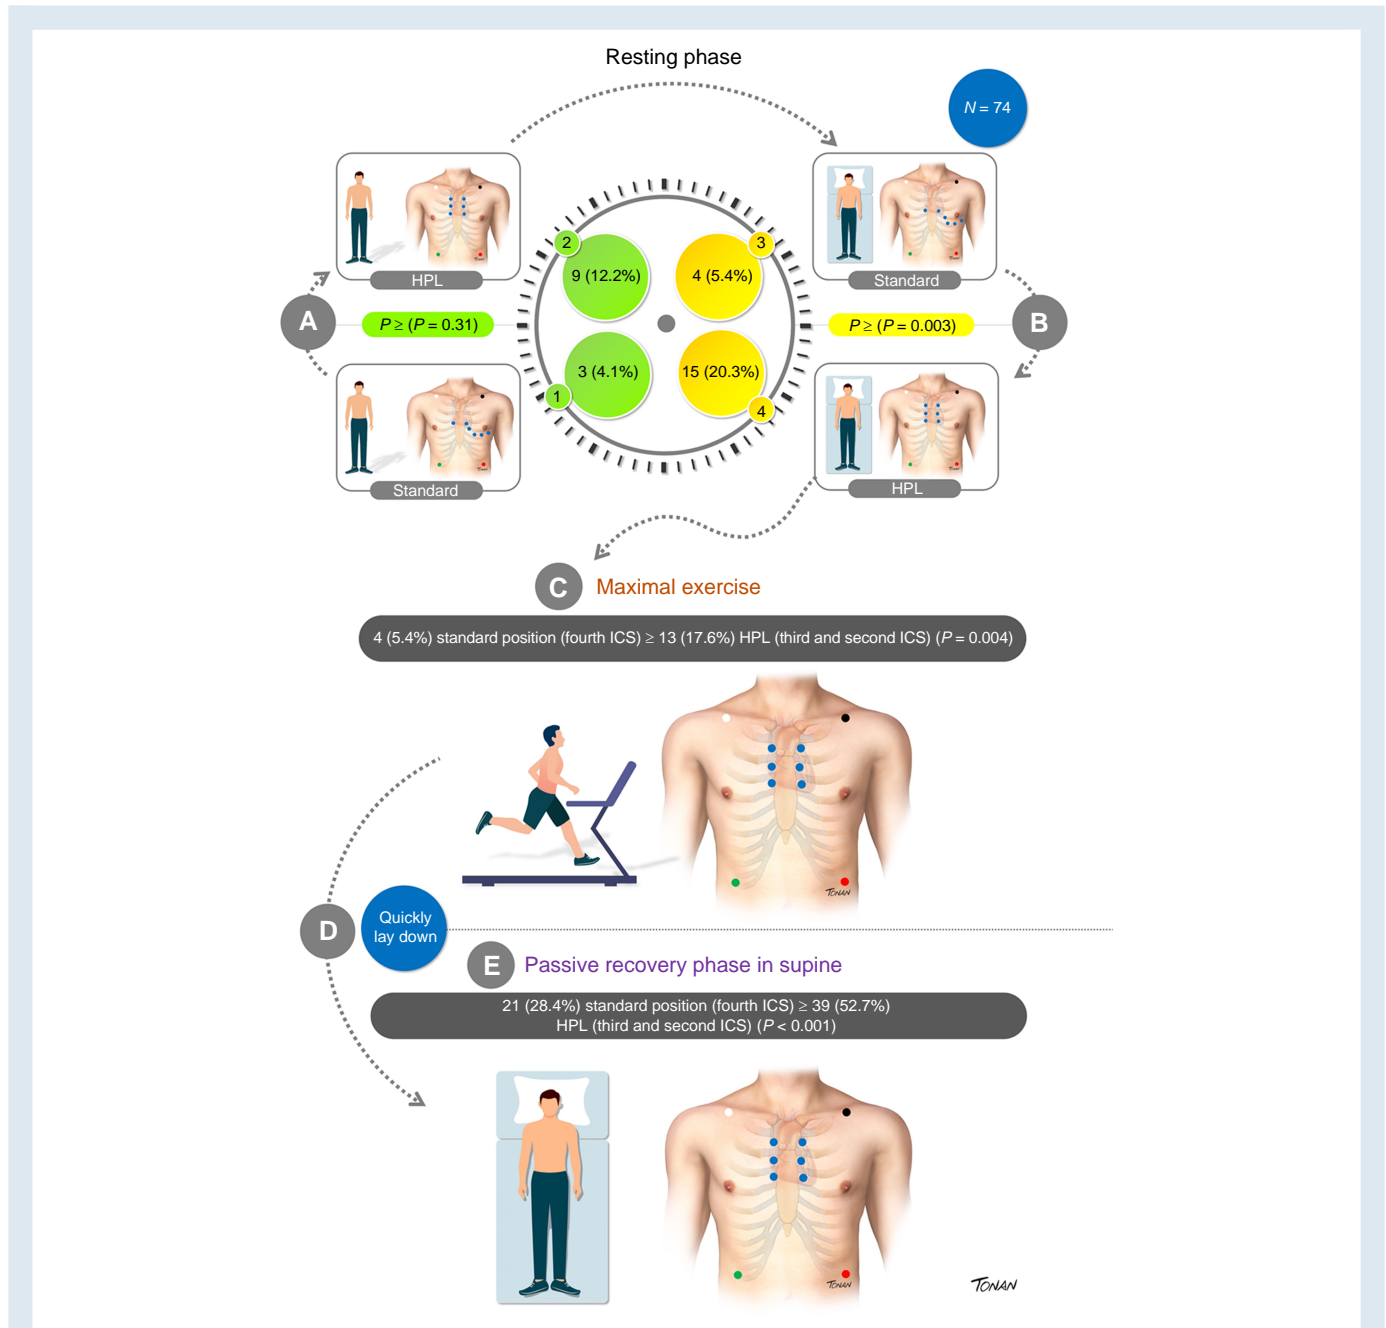 Resting phase
N = 74
HPL
Standard
2
3
9 (12.2%)
4 (5.4%)
A
P ≥ (P = 0.31)
P ≥ (P = 0.003)
B
3 (4.1%)
15 (20.3%)
1
4
TONAN
TONAN
Standard
HPL
C
Maximal exercise
4 (5.4%) standard position (fourth ICS) ≥ 13 (17.6%) HPL (third and second ICS) (P = 0.004)
TONAN
D
Quickly
lay down
E
Passive recovery phase in supine
21 (28.4%) standard position (fourth ICS) ≥ 39 (52.7%)
HPL (third and second ICS) (P < 0.001)
TONAN
TONAN